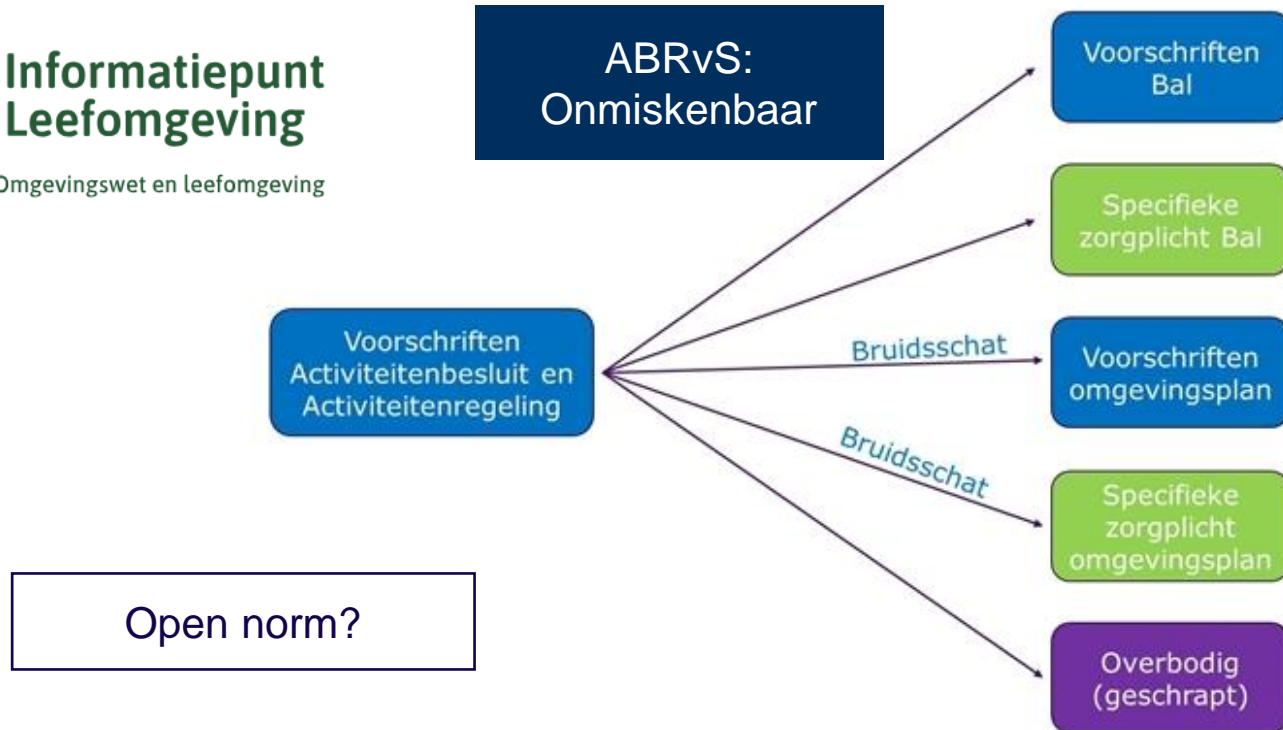 Informatiepunt
Leefomgeving
Omgevingswet en leefomgeving
ABRvS:
Onmiskenbaar
Voorschriften
Activiteitenbesluit en
Activiteitenregeling
Bruidsschat
Bruidsschat
Voorschriften
Bal
Specifieke
zorgplicht Bal
Voorschriften
omgevingsplan
Specifieke
zorgplicht
omgevingsplan
Overbodig
(geschrapt)
Open norm?